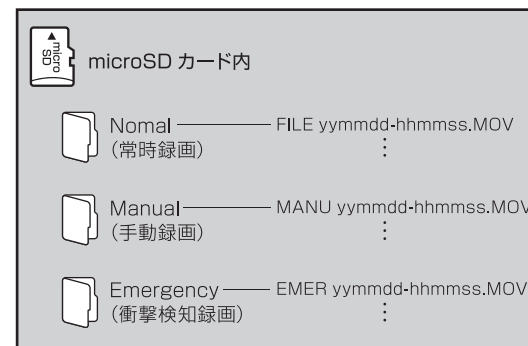 micro
SD
microSD カード内
Nomal FILE yymmdd-hhmmss.MOV
(常時録画)
Manual MANU yymmdd-hhmmss.MOV
(手動録画)
Emergency EMER yymmdd-hhmmss.MOV
(衝撃検知録画)